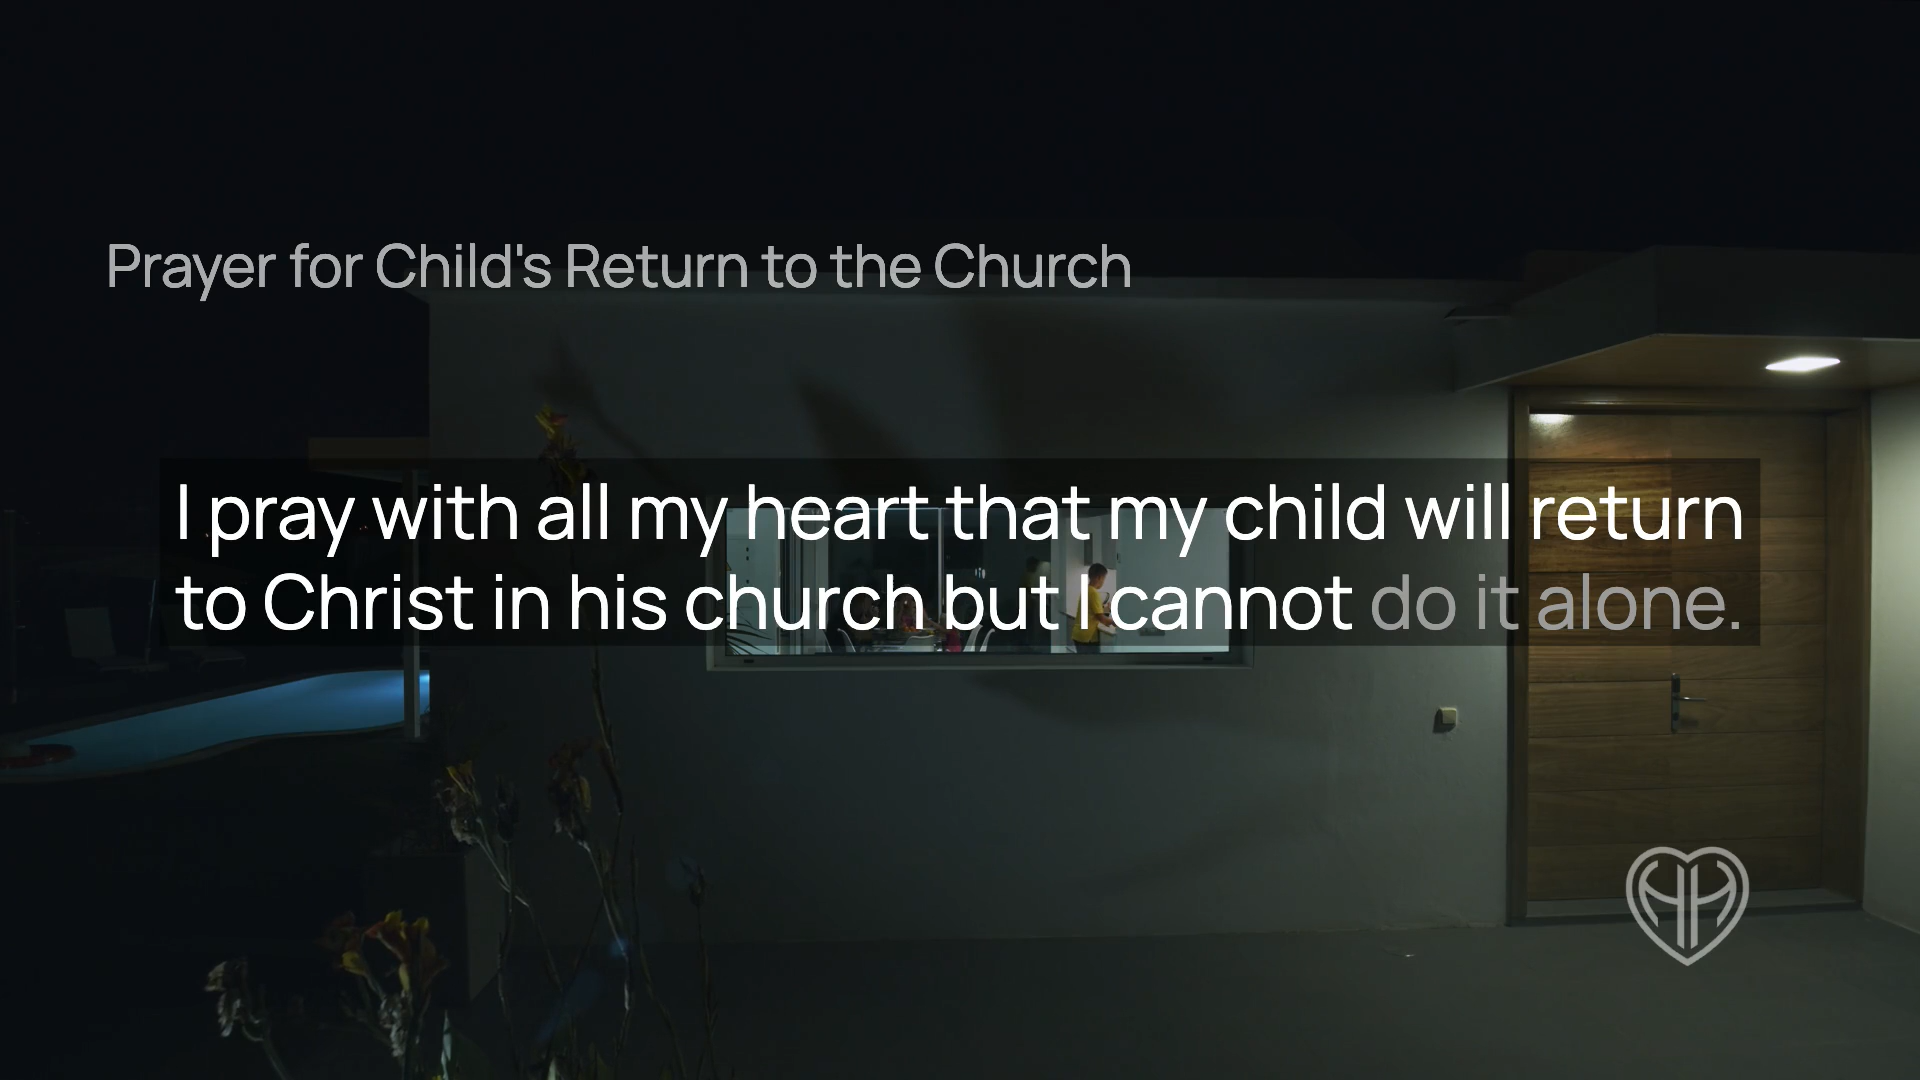 Prayer for Child's Return to the Church
I pray with all my heart that my child will return
to Christ in his church but I cannot do it alone.